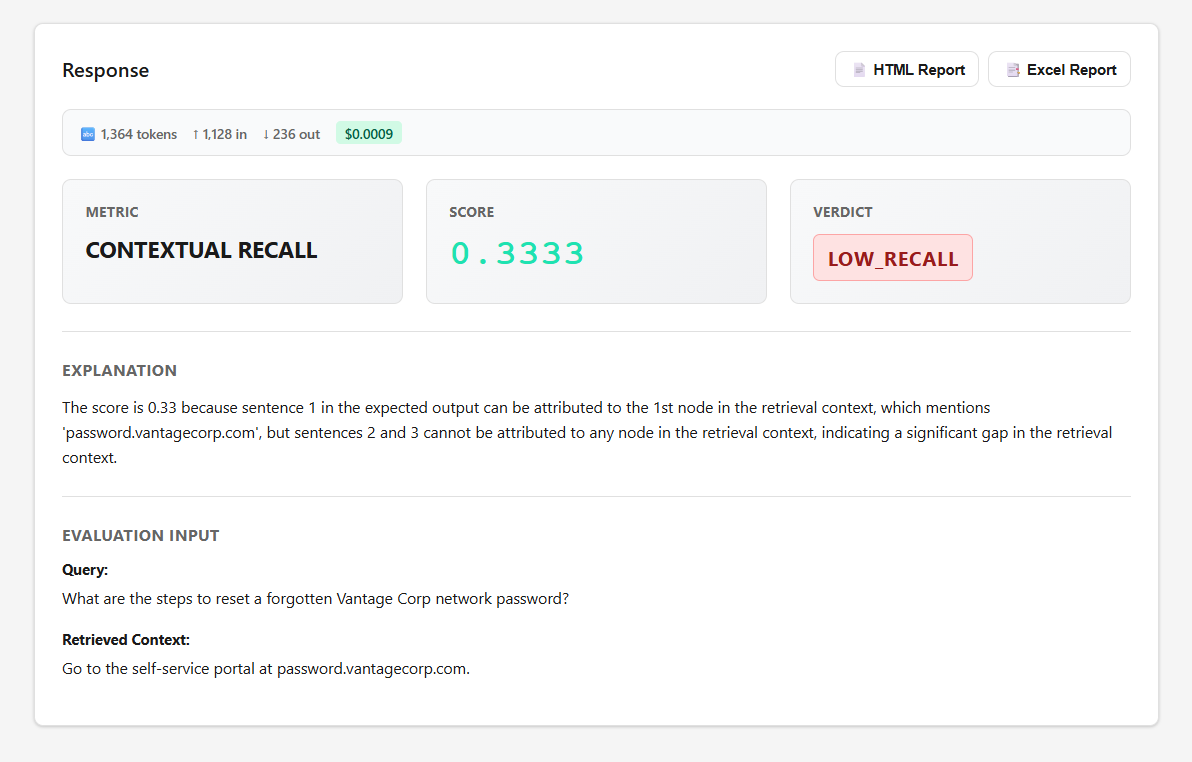 Response
HTML Report
Excel Report
abc 1,364 tokens ↑ 1,128 in ↓ 236 out $0.0009
METRIC
CONTEXTUAL RECALL
SCORE
0.3333
VERDICT
LOW_RECALL
EXPLANATION
The score is 0.33 because sentence 1 in the expected output can be attributed to the 1st node in the retrieval context, which mentions
'password.vantagecorp.com', but sentences 2 and 3 cannot be attributed to any node in the retrieval context, indicating a significant gap in the retrieval
context.
EVALUATION INPUT
Query:
What are the steps to reset a forgotten Vantage Corp network password?
Retrieved Context:
Go to the self-service portal at password.vantagecorp.com.